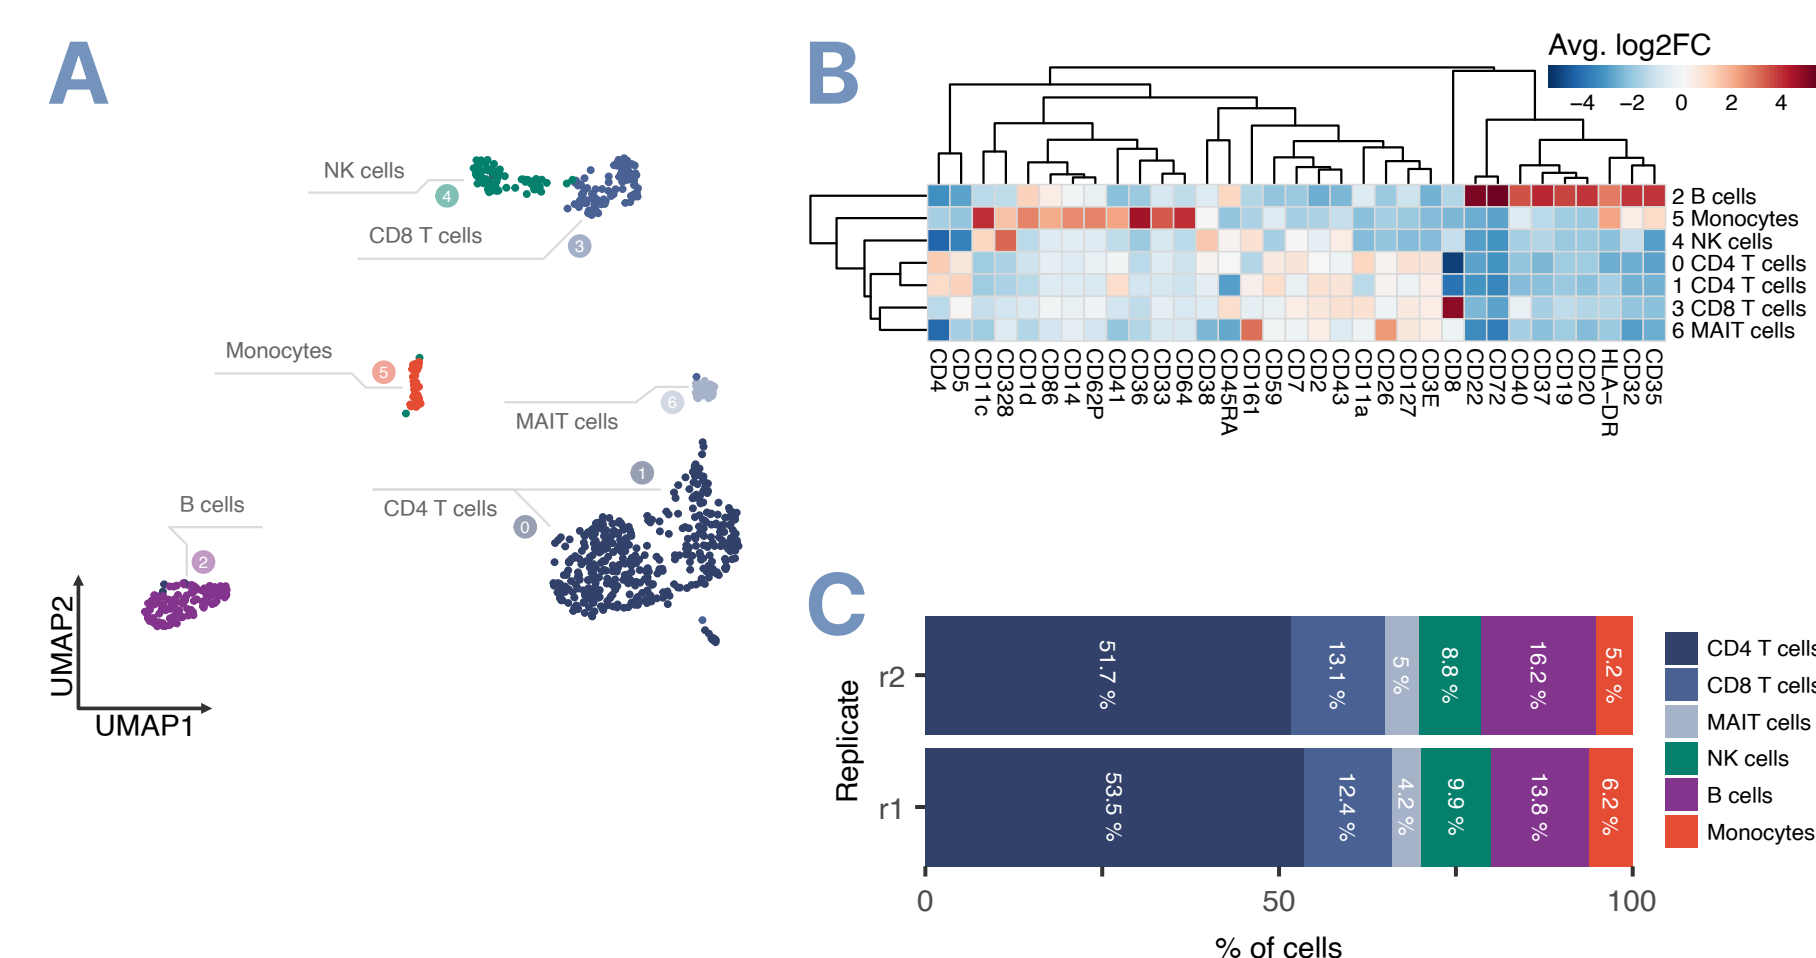 A
NK cells
4
CD8 T cells
3
Monocytes
5
6
MAIT cells
1
CD4 T cells
0
B cells
2
UMAP2
UMAP1
B
Avg. log2FC
−4 −2 0 2 4
2 B cells
5 Monocytes
4 NK cells
0 CD4 T cells
1 CD4 T cells
3 CD8 T cells
6 MAIT cells
CD4
CD5
CD11c
CD328
CD1d
CD86
CD14
CD62P
CD41
CD36
CD33
CD64
CD38
CD45RA
CD161
CD59
CD7
CD2
CD43
CD11a
CD26
CD127
CD3E
CD8
CD22
CD72
CD40
CD37
CD19
CD20
HLA−DR
CD32
CD35
C
Replicate
r2
51.7 %
13.1 %
5 %
8.8 %
16.2 %
5.2 %
r1
53.5 %
12.4 %
4.2 %
9.9 %
13.8 %
6.2 %
0 50 100
% of cells
CD4 T cells
CD8 T cells
MAIT cells
NK cells
B cells
Monocytes